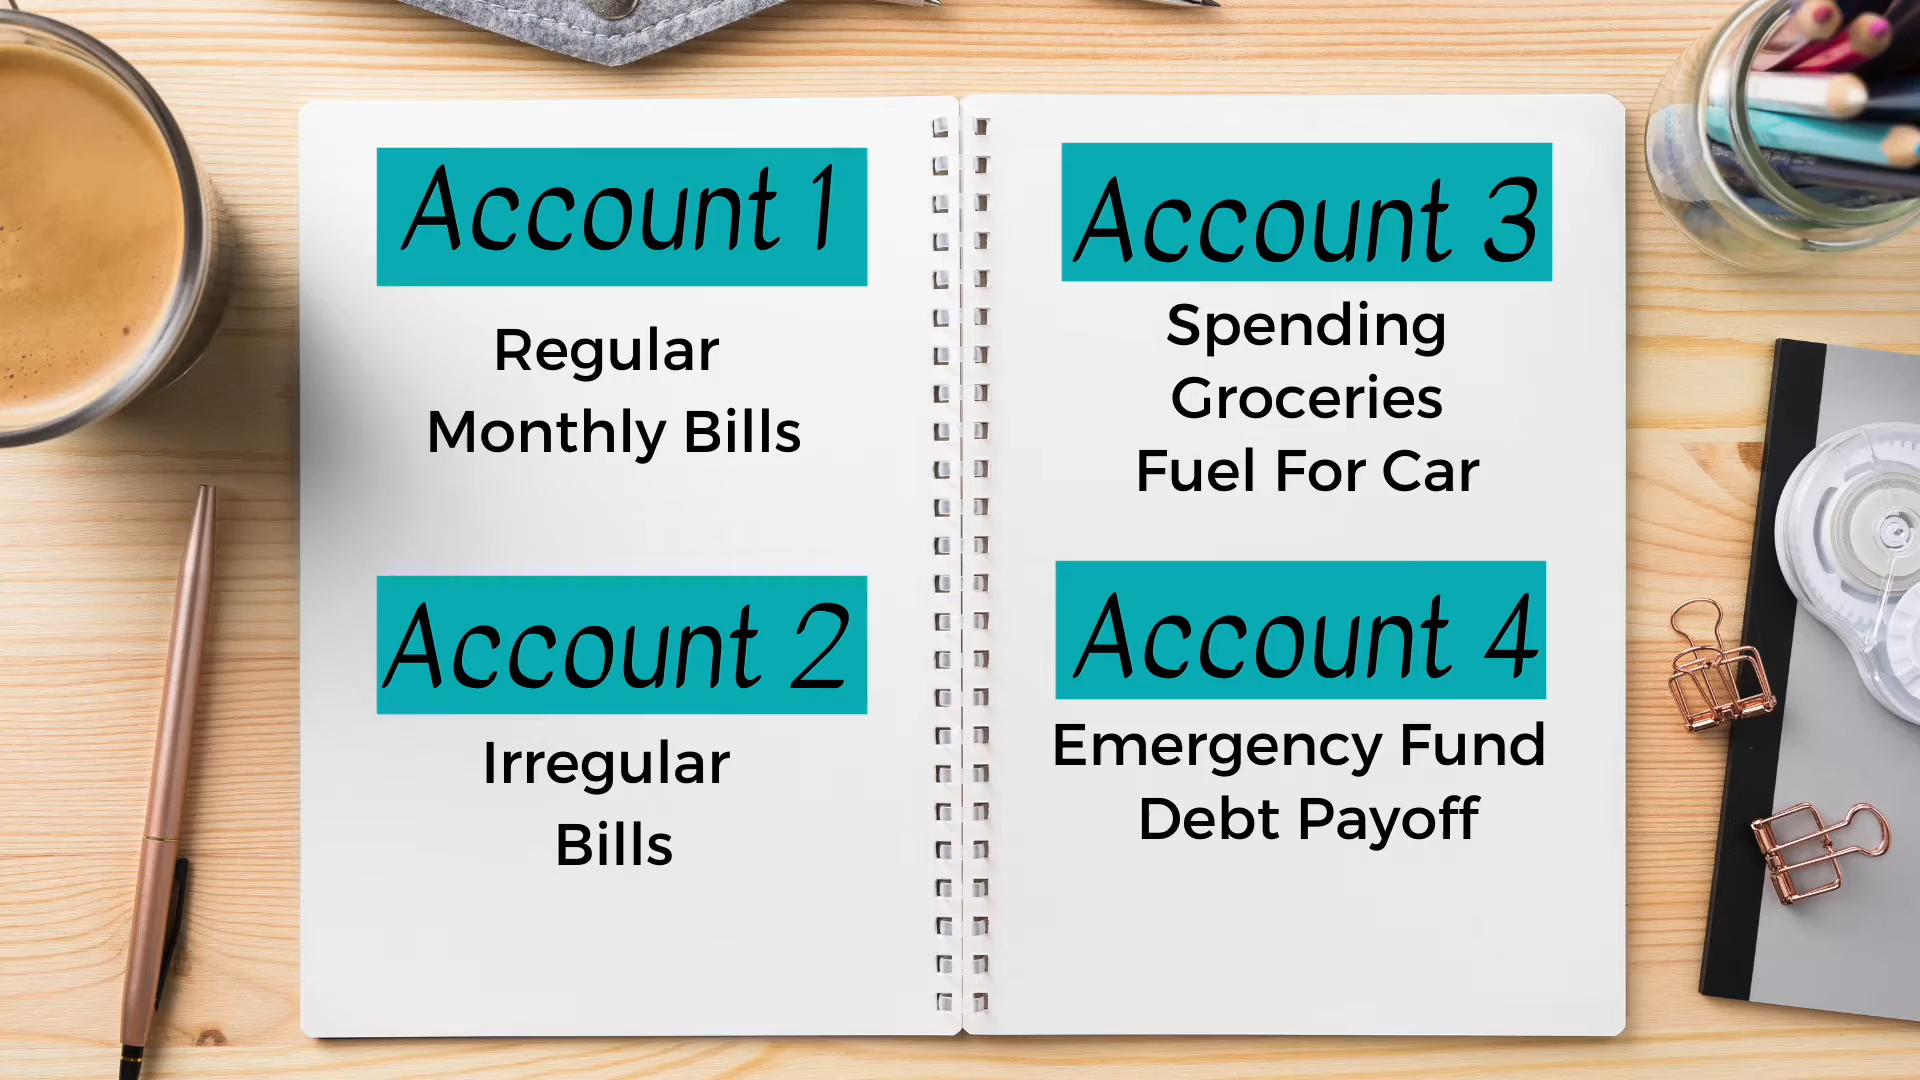 Account 1
Regular
Monthly Bills
Account 2
Irregular
Bills
Account 3
Spending
Groceries
Fuel For Car
Account 4
Emergency Fund
Debt Payoff